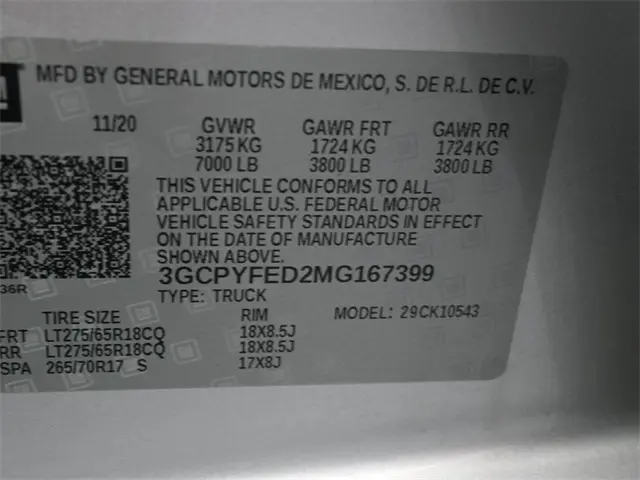 MFD BY GENERAL MOTORS DE MEXICO, S. DE R.L. DE C.V.
11/20 GVWR GAWR FRT GAWR RR
3175 KG 1724 KG 1724 KG
7000 LB 3800 LB 3800 LB
THIS VEHICLE CONFORMS TO ALL
APPLICABLE U.S. FEDERAL MOTOR
VEHICLE SAFETY STANDARDS IN EFFECT
ON THE DATE OF MANUFACTURE
SHOWN ABOVE.
36R
3GCPYFED2MG167399
TYPE: TRUCK MODEL: 29CK10543
TIRE SIZE RIM
FRT LT275/65R18CQ 18X8.5J
RR LT275/65R18CQ 18X8.5J
SPA 265/70R17 S 17X8J